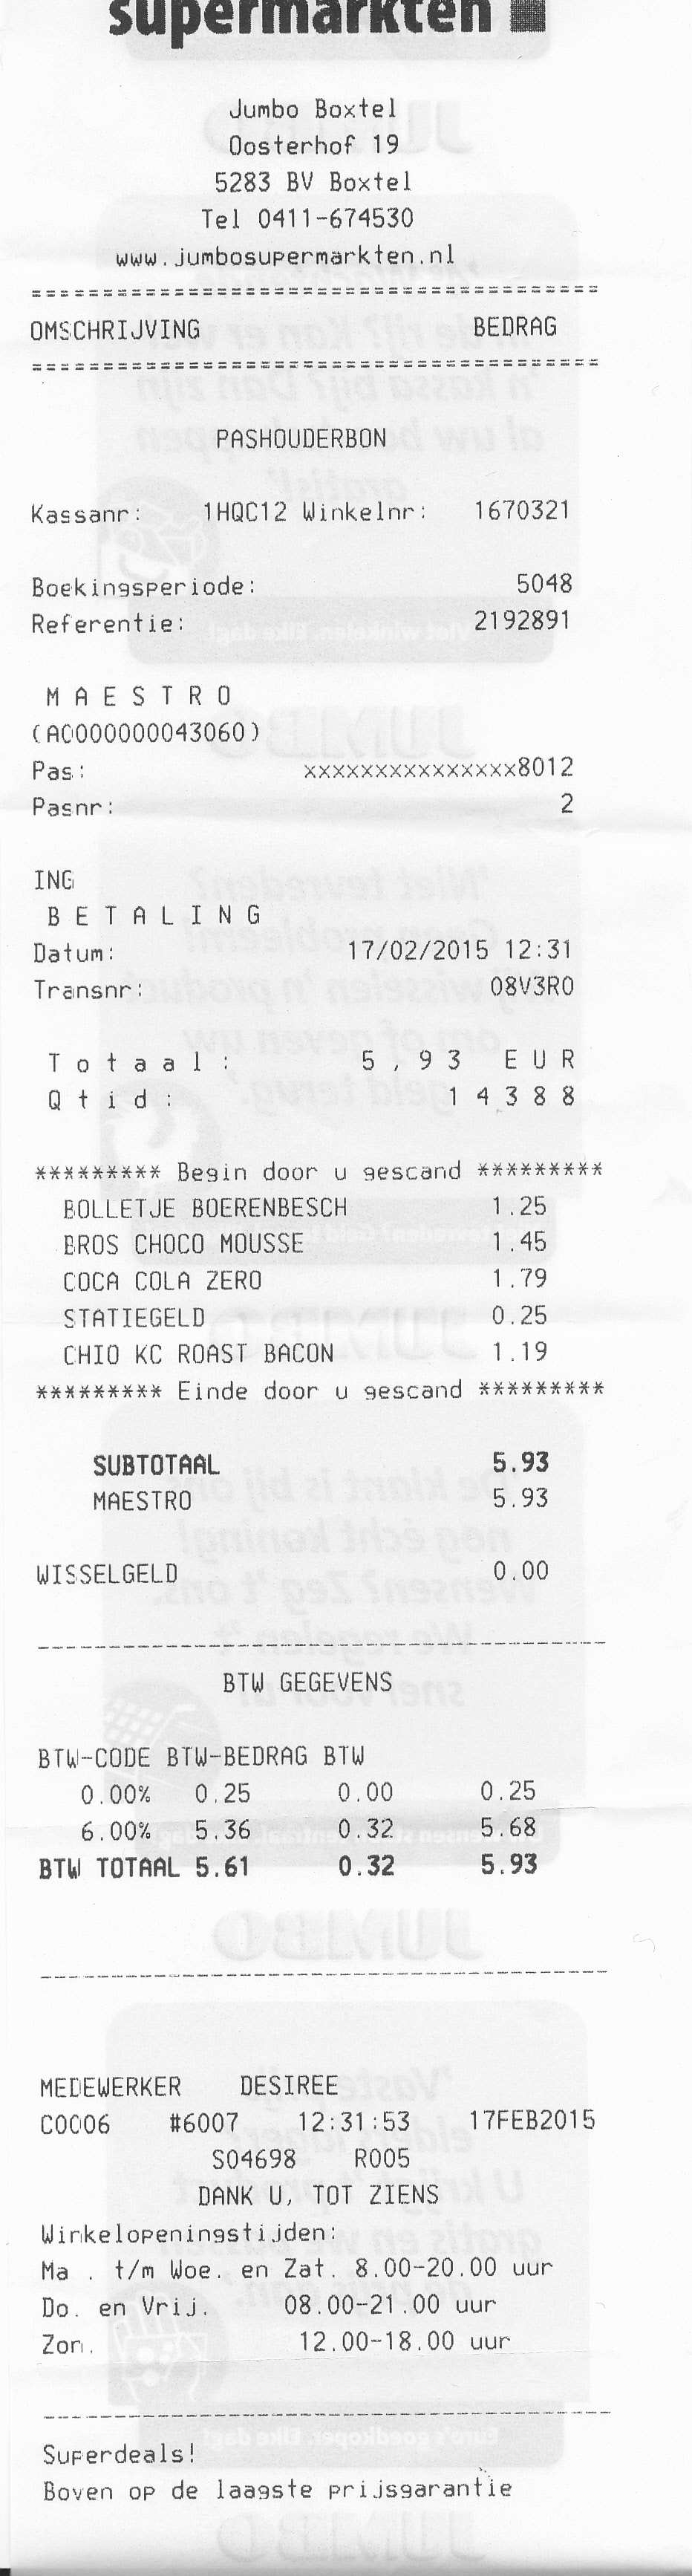 supermarkten
Jumbo Boxtel
Oosterhof 19
5283 BV Boxtel
Tel 0411-674530
www.jumbosupermarkten.nl
========================================
OMSCHRIJVING BEDRAG
========================================
PASHOUDERBON
Kassanr: 1HQC12 Winkelnr: 1670321
Boekingsperiode: 5048
Referentie: 2192891
M A E S T R O
(A0000000043060)
Pas: xxxxxxxxxxxxxxx8012
Pasnr: 2
ING
B E T A L I N G
Datum: 17/02/2015 12:31
Transnr: 08V3R0
T o t a a l : 5 , 9 3 E U R
Q t i d : 1 4 3 8 8
********* Begin door u gescand *********
BOLLETJE BOERENBESCH 1.25
BROS CHOCO MOUSSE 1.45
COCA COLA ZERO 1.79
STATIEGELD 0.25
CHIO KC ROAST BACON 1.19
********* Einde door u gescand *********
SUBTOTAAL 5.93
MAESTRO 5.93
WISSELGELD 0.00
----------------------------------------
BTW GEGEVENS
BTW-CODE BTW-BEDRAG BTW
0.00% 0.25 0.00 0.25
6.00% 5.36 0.32 5.68
BTW TOTAAL 5.61 0.32 5.93
----------------------------------------
MEDEWERKER DESIREE
C0006 #6007 12:31:53 17FEB2015
S04698 R005
DANK U, TOT ZIENS
Winkelopeningstijden:
Ma . t/m Woe. en Zat. 8.00-20.00 uur
Do. en Vrij. 08.00-21.00 uur
Zon. 12.00-18.00 uur
----------------------------------------
Superdeals!
Boven op de laagste prijsgarantie